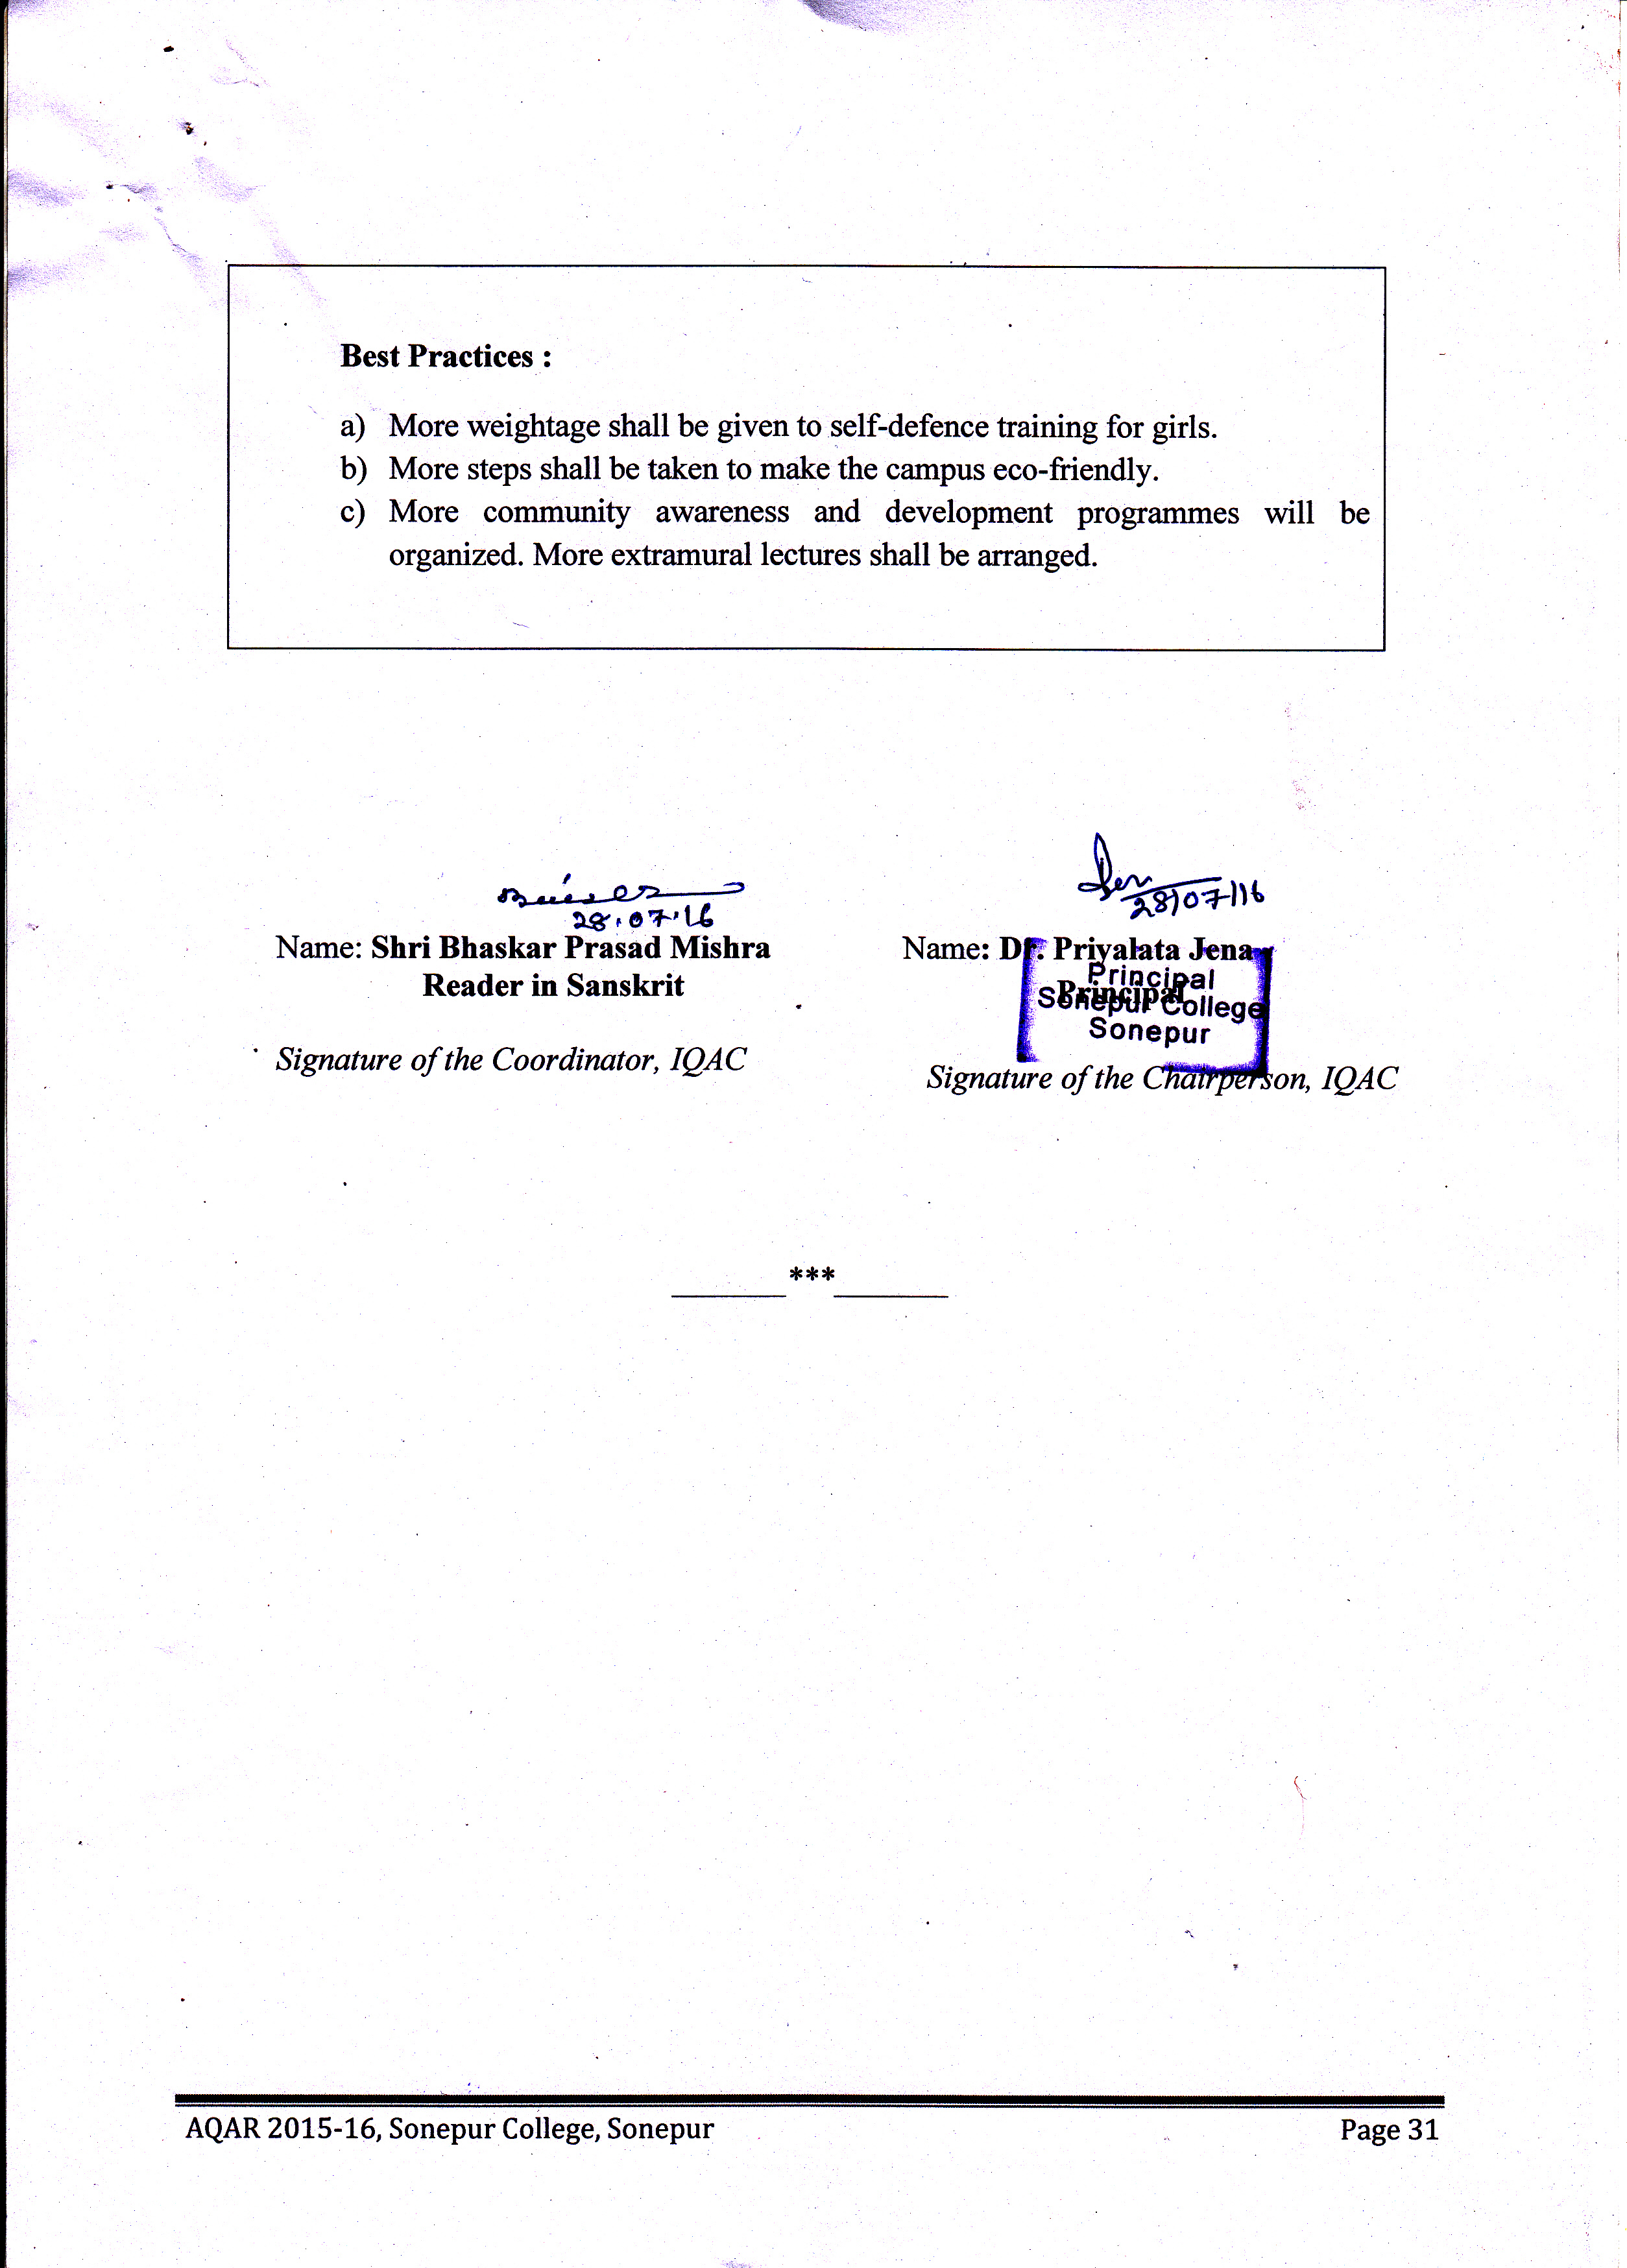 Best Practices :
a) More weightage shall be given to self-defence training for girls.
b) More steps shall be taken to make the campus eco-friendly.
c) More community awareness and development programmes will be
organized. More extramural lectures shall be arranged.
28.07.16
28/07/16
Name: Shri Bhaskar Prasad Mishra
Reader in Sanskrit
Signature of the Coordinator, IQAC
Name: Dr. Priyalata Jena
Principal
Principal
Sonepur College
Sonepur
Signature of the Chairperson, IQAC
***
AQAR 2015-16, Sonepur College, Sonepur
Page 31